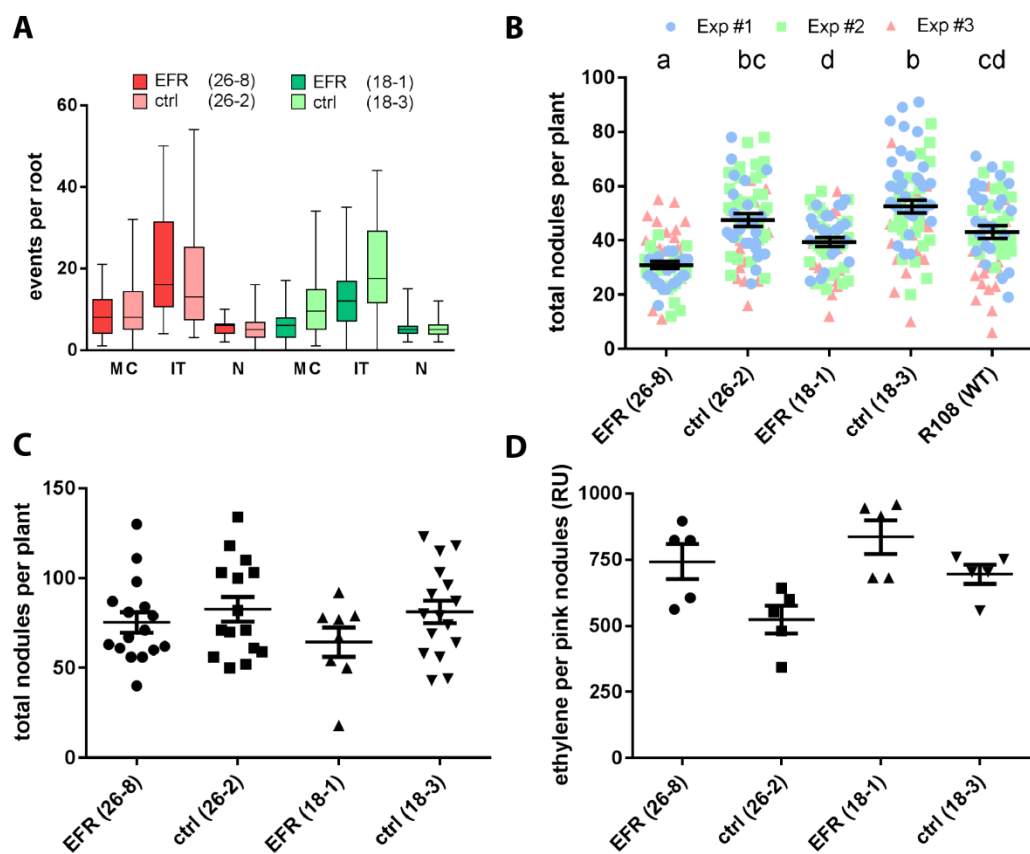 A
EFR (26-8)
ctrl (26-2)
EFR (18-1)
ctrl (18-3)
events per root
60
40
20
0
MC IT N MC IT N
B
Exp #1 Exp #2 Exp #3
a bc d b cd
total nodules per plant
100
80
60
40
20
0
EFR (26-8)
ctrl (26-2)
EFR (18-1)
ctrl (18-3)
R108 (WT)
C
total nodules per plant
150
100
50
0
EFR (26-8)
ctrl (26-2)
EFR (18-1)
ctrl (18-3)
D
ethylene per pink nodules (RU)
1000
750
500
250
0
EFR (26-8)
ctrl (26-2)
EFR (18-1)
ctrl (18-3)